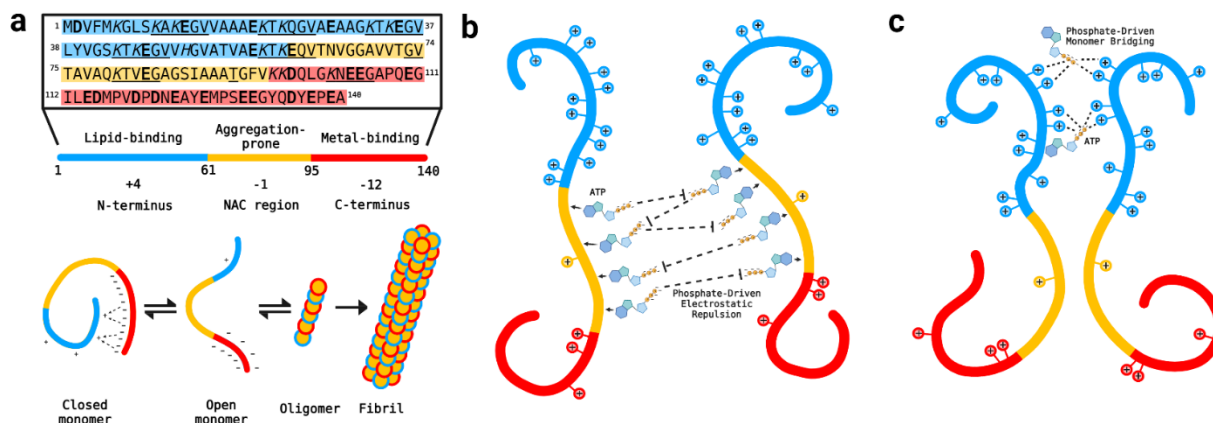 a
1 MDVFMKGLSKAKEGVVAAAEKTKQGVAEAAGKTKEGV 37
38 LYVGSKTKEGVVHGVATVAEKTKEQVTNVGGAVVTGV 74
75 TAVAQKTVEGAGSIAAATGFVKKDQLGKNEEGAPQEG 111
112 ILEDMPVDPDNEAYEMPSEEGYQDYEPEA 140
Lipid-binding
Aggregation-
prone
Metal-binding
1 61 95 140
+4 -1 -12
N-terminus NAC region C-terminus
Closed
monomer
Open
monomer
Oligomer
Fibril
b
ATP
Phosphate-Driven
Electrostatic
Repulsion
c
Phosphate-Driven
Monomer Bridging
ATP